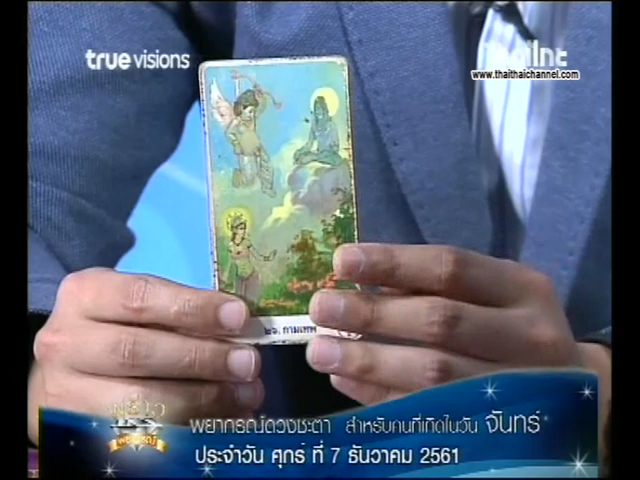 true visions
www.thaithaichannel.com
๒๖. กามเทพ
พยากรณ์ดวงชะตา สำหรับคนที่เกิดในวัน จันทร์
ประจำวัน ศุกร์ ที่ 7 ธันวาคม 2561